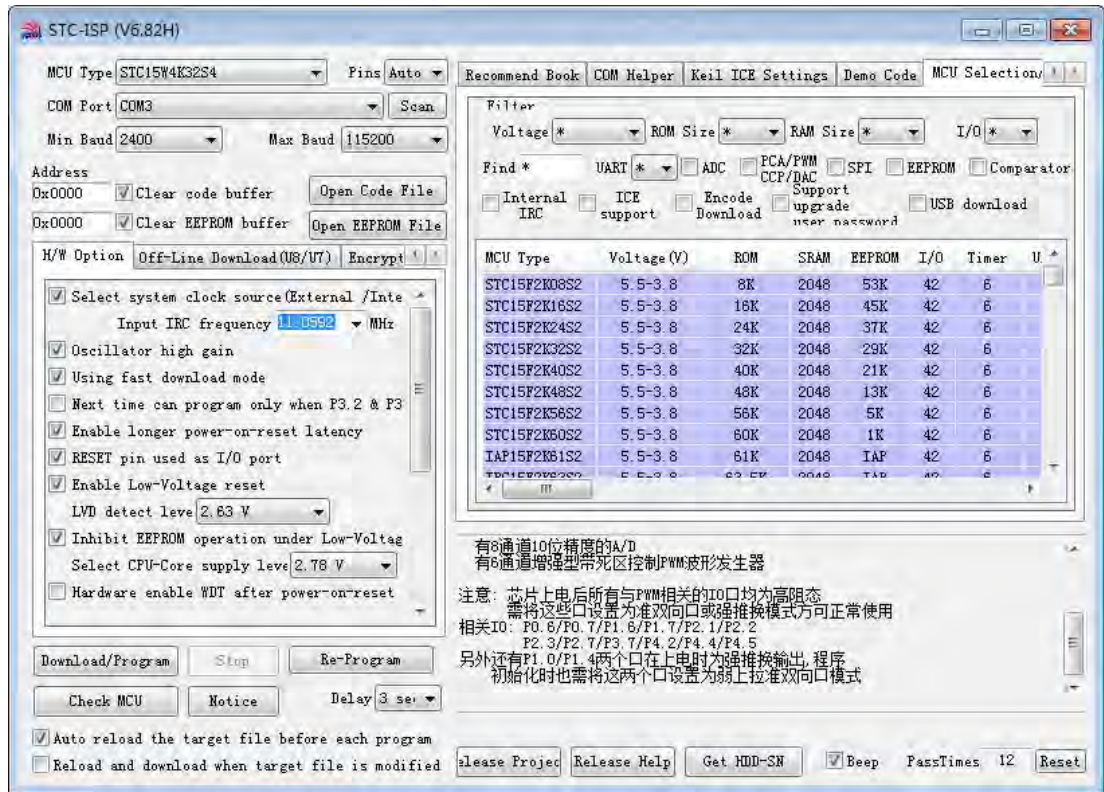 STC-ISP (V6.82H)
MCU Type STC15W4K32S4 Pins Auto
COM Port COM3 Scan
Min Baud 2400 Max Baud 115200
Address
0x0000 Clear code buffer Open Code File
0x0000 Clear EEPROM buffer Open EEPROM File
H/W Option Off-Line Download(U8/U7) Encrypt
Select system clock source(External /Inte
Input IRC frequency 11.0592 MHz
Oscillator high gain
Using fast download mode
Next time can program only when P3.2 & P3
Enable longer power-on-reset latency
RESET pin used as I/O port
Enable Low-Voltage reset
LVD detect leve 2.63 V
Inhibit EEPROM operation under Low-Voltag
Select CPU-Core supply leve 2.78 V
Hardware enable WDT after power-on-reset
Download/Program Stop Re-Program
Check MCU Notice Delay 3 sec
Auto reload the target file before each program
Reload and download when target file is modified
Recommend Book COM Helper Keil ICE Settings Demo Code MCU Selection/
Filter
Voltage * ROM Size * RAM Size * I/O *
Find * UART * ADC PCA/PWM CCP/DAC SPI EEPROM Comparator
Internal IRC ICE support Encode Download Support upgrade user password USB download
MCU Type Voltage(V) ROM SRAM EEPROM I/O Timer U
STC15F2K08S2 5.5-3.8 8K 2048 53K 42 6
STC15F2K16S2 5.5-3.8 16K 2048 45K 42 6
STC15F2K24S2 5.5-3.8 24K 2048 37K 42 6
STC15F2K32S2 5.5-3.8 32K 2048 29K 42 6
STC15F2K40S2 5.5-3.8 40K 2048 21K 42 6
STC15F2K48S2 5.5-3.8 48K 2048 13K 42 6
STC15F2K56S2 5.5-3.8 56K 2048 5K 42 6
STC15F2K60S2 5.5-3.8 60K 2048 1K 42 6
IAP15F2K61S2 5.5-3.8 61K 2048 IAP 42 6
5.5-3.8 63.5K 2048 IAP 42 6
有8通道10位精度的A/D
有6通道增强型带死区控制PWM波形发生器
注意: 芯片上电后所有与PWM相关的IO口均为高阻态
需将这些口设置为准双向口或强推挽模式方可正常使用
相关IO: P0.6/P0.7/P1.6/P1.7/P2.1/P2.2
P2.3/P2.7/P3.7/P4.2/P4.4/P4.5
另外还有P1.0/P1.4两个口在上电时为强推挽输出,程序
初始化时也需将这两个口设置为弱上拉准双向口模式
elease Projec Release Help Get HDD-SN Beep PassTimes 12 Reset